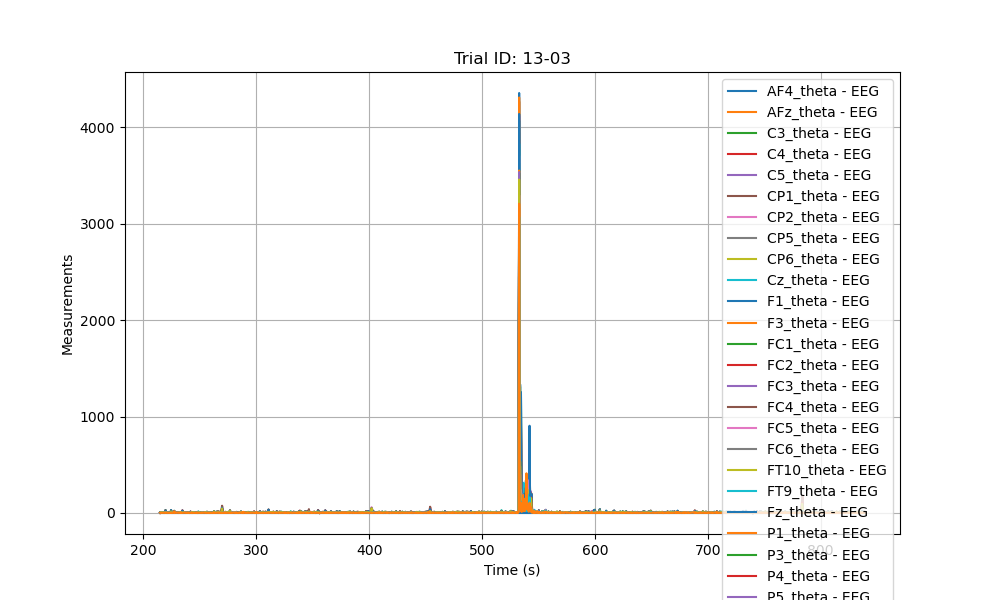 Trial ID: 13-03
Measurements
4000
3000
2000
1000
0
200
300
400
500
600
700
800
Time (s)
AF4_theta - EEG
AFz_theta - EEG
C3_theta - EEG
C4_theta - EEG
C5_theta - EEG
CP1_theta - EEG
CP2_theta - EEG
CP5_theta - EEG
CP6_theta - EEG
Cz_theta - EEG
F1_theta - EEG
F3_theta - EEG
FC1_theta - EEG
FC2_theta - EEG
FC3_theta - EEG
FC4_theta - EEG
FC5_theta - EEG
FC6_theta - EEG
FT10_theta - EEG
FT9_theta - EEG
Fz_theta - EEG
P1_theta - EEG
P3_theta - EEG
P4_theta - EEG
P5_theta - EEG